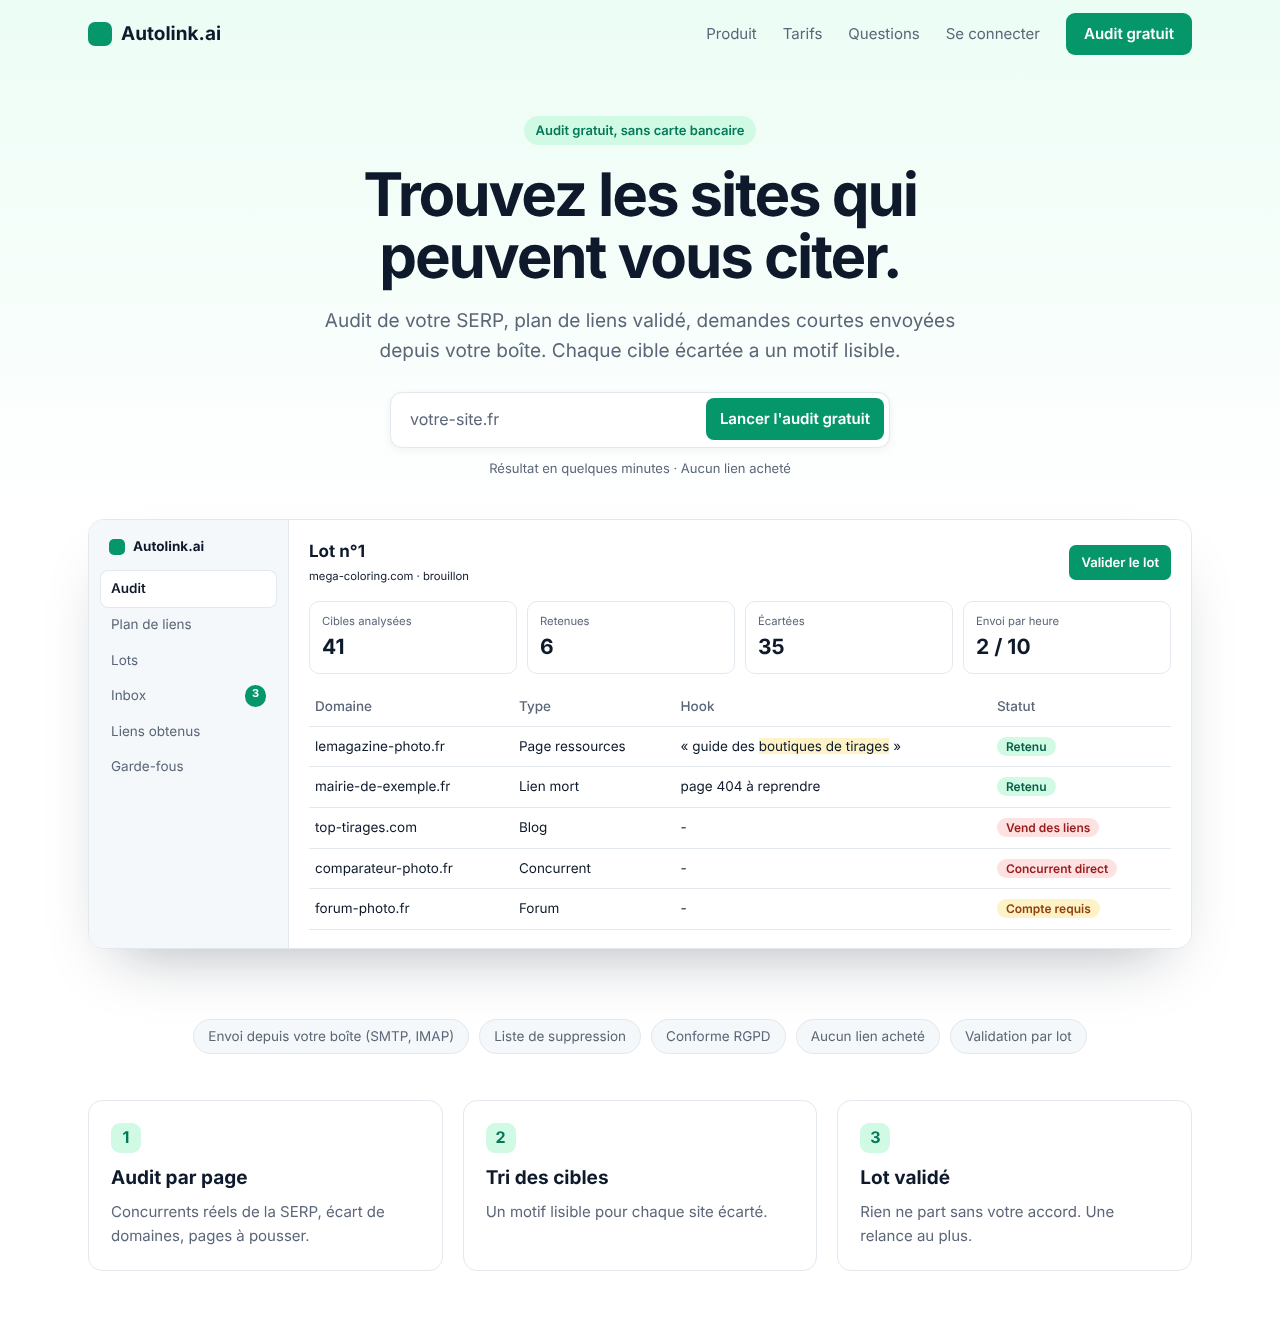 Autolink.ai
Produit
Tarifs
Questions
Se connecter
Audit gratuit
Audit gratuit, sans carte bancaire
Trouvez les sites qui
peuvent vous citer.
Audit de votre SERP, plan de liens validé, demandes courtes envoyées
depuis votre boîte. Chaque cible écartée a un motif lisible.
votre-site.fr
Lancer l'audit gratuit
Résultat en quelques minutes · Aucun lien acheté
Autolink.ai
Audit
Plan de liens
Lots
Inbox 3
Liens obtenus
Garde-fous
Lot n°1
mega-coloring.com · brouillon
Valider le lot
Cibles analysées
41
Retenues
6
Écartées
35
Envoi par heure
2 / 10
Domaine Type Hook Statut
lemagazine-photo.fr Page ressources « guide des boutiques de tirages » Retenu
mairie-de-exemple.fr Lien mort page 404 à reprendre Retenu
top-tirages.com Blog - Vend des liens
comparateur-photo.fr Concurrent - Concurrent direct
forum-photo.fr Forum - Compte requis
Envoi depuis votre boîte (SMTP, IMAP)
Liste de suppression
Conforme RGPD
Aucun lien acheté
Validation par lot
1
Audit par page
Concurrents réels de la SERP, écart de
domaines, pages à pousser.
2
Tri des cibles
Un motif lisible pour chaque site écarté.
3
Lot validé
Rien ne part sans votre accord. Une
relance au plus.